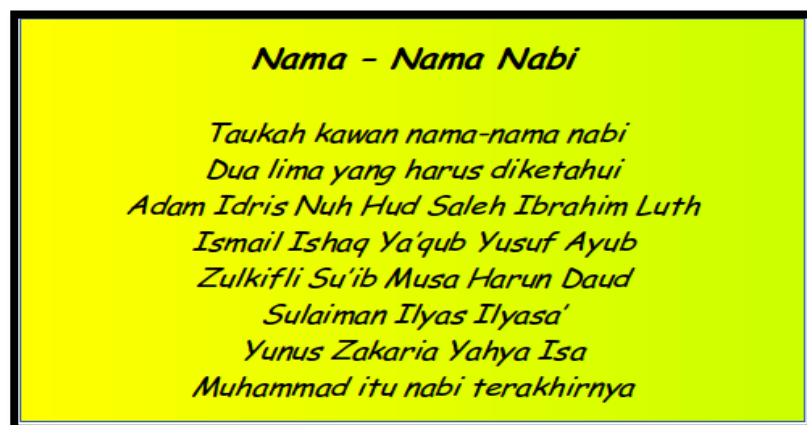 Nama - Nama Nabi
Taukah kawan nama-nama nabi
Dua lima yang harus diketahui
Adam Idris Nuh Hud Saleh Ibrahim Luth
Ismail Ishaq Ya'qub Yusuf Ayub
Zulkifli Su'ib Musa Harun Daud
Sulaiman Ilyas Ilyasa'
Yunus Zakaria Yahya Isa
Muhammad itu nabi terakhirnya